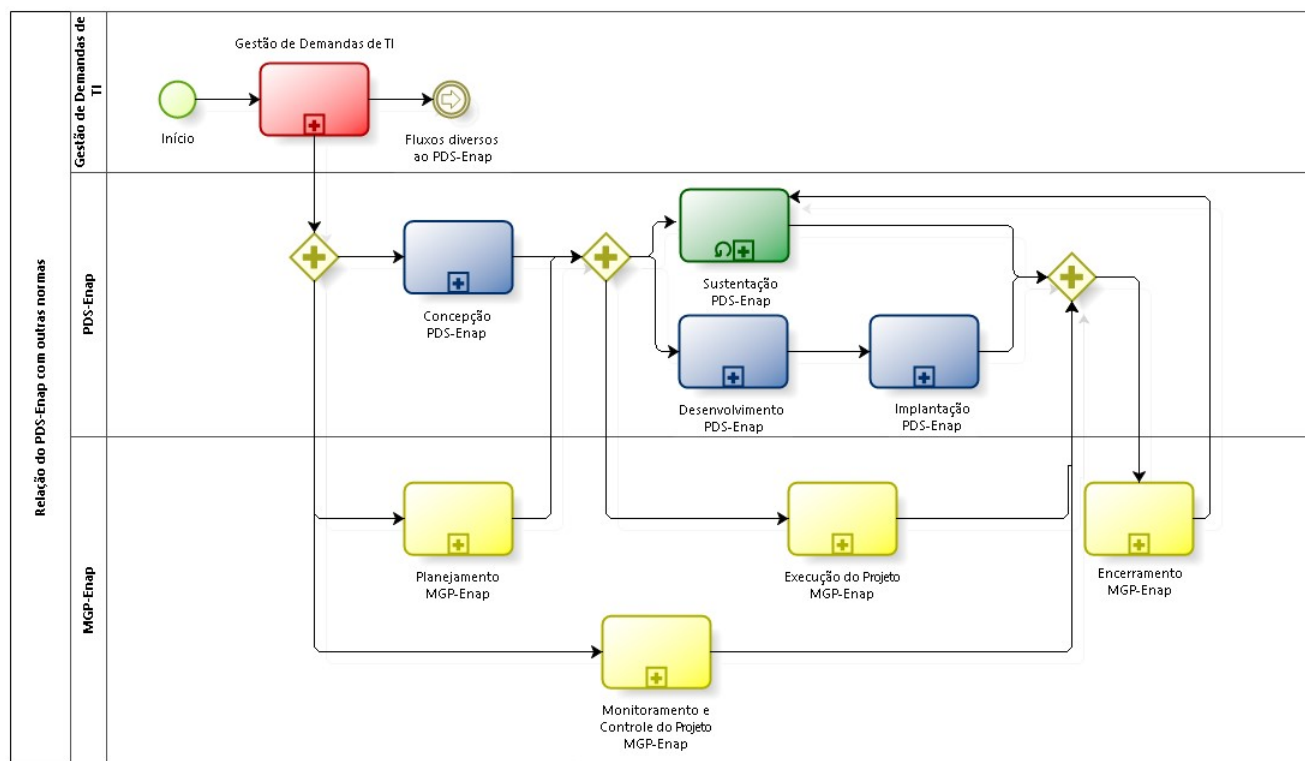 Relação do PDS-Enap com outras normas
Gestão de Demandas de
TI
Gestão de Demandas de TI
Início
Fluxos diversos
ao PDS-Enap
PDS-Enap
Concepção
PDS-Enap
Sustentação
PDS-Enap
Desenvolvimento
PDS-Enap
Implantação
PDS-Enap
MGP-Enap
Planejamento
MGP-Enap
Execução do Projeto
MGP-Enap
Encerramento
MGP-Enap
Monitoramento e
Controle do Projeto
MGP-Enap